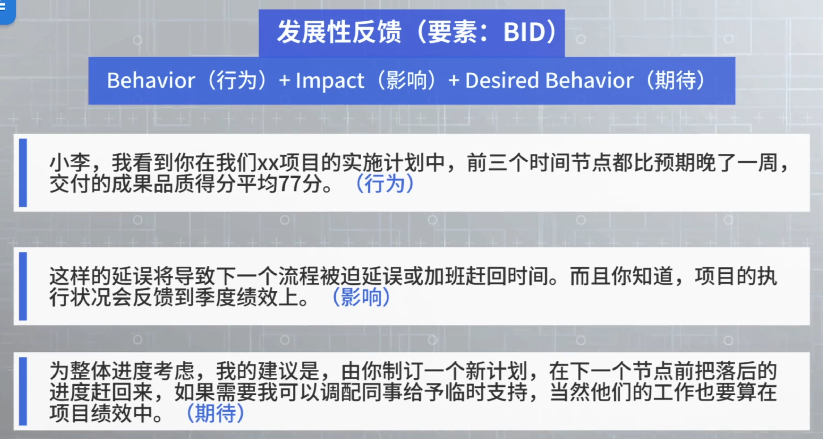 发展性反馈（要素：BID）
Behavior（行为）+ Impact（影响）+ Desired Behavior（期待）
小李，我看到你在我们xx项目的实施计划中，前三个时间节点都比预期晚了一周，
交付的成果品质得分平均77分。（行为）
这样的延误将导致下一个流程被迫延误或加班赶回时间。而且你知道，项目的执
行状况会反馈到季度绩效上。（影响）
为整体进度考虑，我的建议是，由你制订一个新计划，在下一个节点前把落后的
进度赶回来，如果需要我可以调配同事给予临时支持，当然他们的工作也要算在
项目绩效中。（期待）